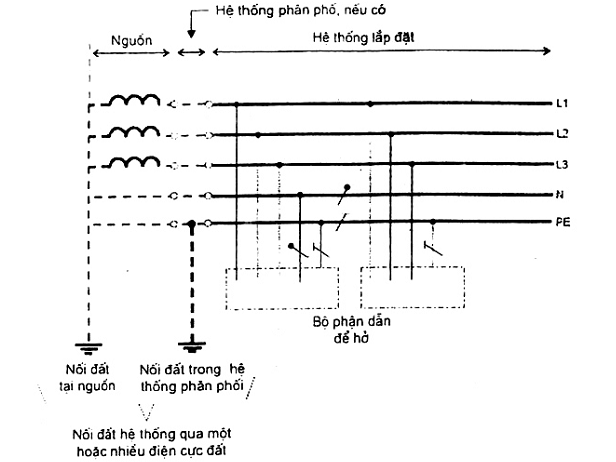 Hệ thống phân phố, nếu có
Nguồn
Hệ thống lắp đặt
L1
L2
L3
N
PE
Bộ phận dẫn
để hở
Nối đất
tại nguồn
Nối đất trong hệ
thống phân phối
Nối đất hệ thống qua một
hoặc nhiều điện cực đất